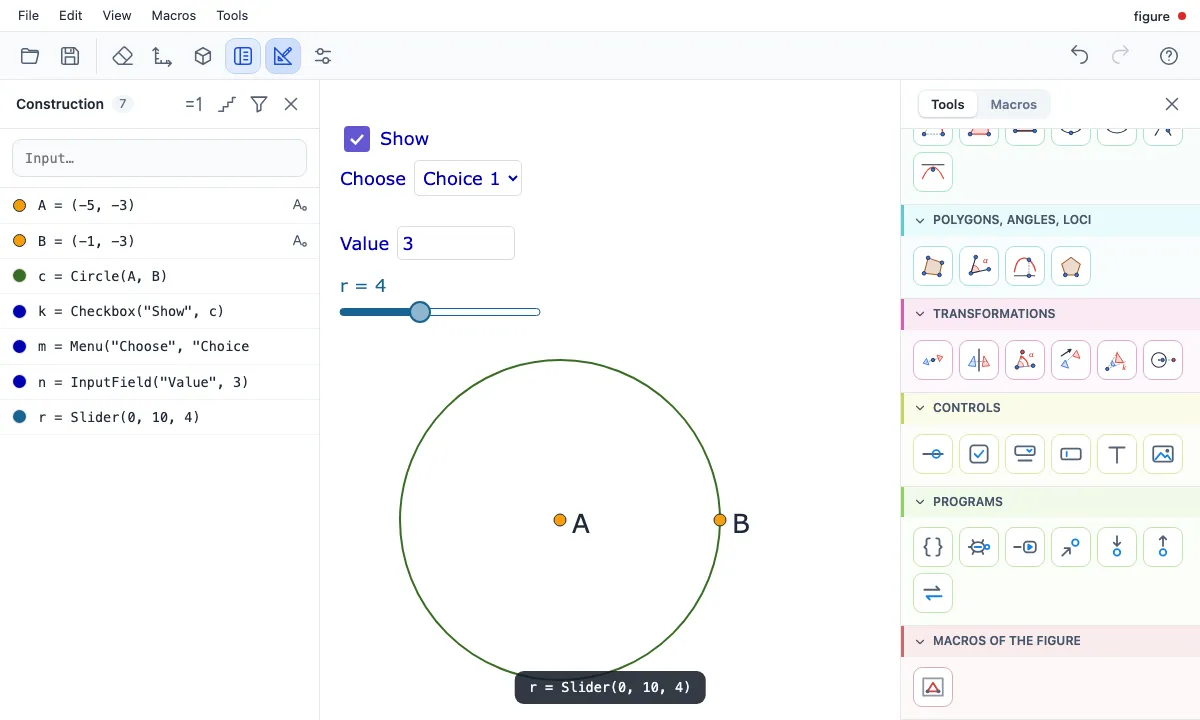 File Edit View Macros Tools
figure
Construction 7
=1
Input…
A = (−5, −3)
B = (−1, −3)
c = Circle(A, B)
k = Checkbox("Show", c)
m = Menu("Choose", "Choice
n = InputField("Value", 3)
r = Slider(0, 10, 4)
Show
Choose Choice 1
Value 3
r = 4
A
B
r = Slider(0, 10, 4)
Tools Macros
POLYGONS, ANGLES, LOCI
TRANSFORMATIONS
CONTROLS
PROGRAMS
MACROS OF THE FIGURE